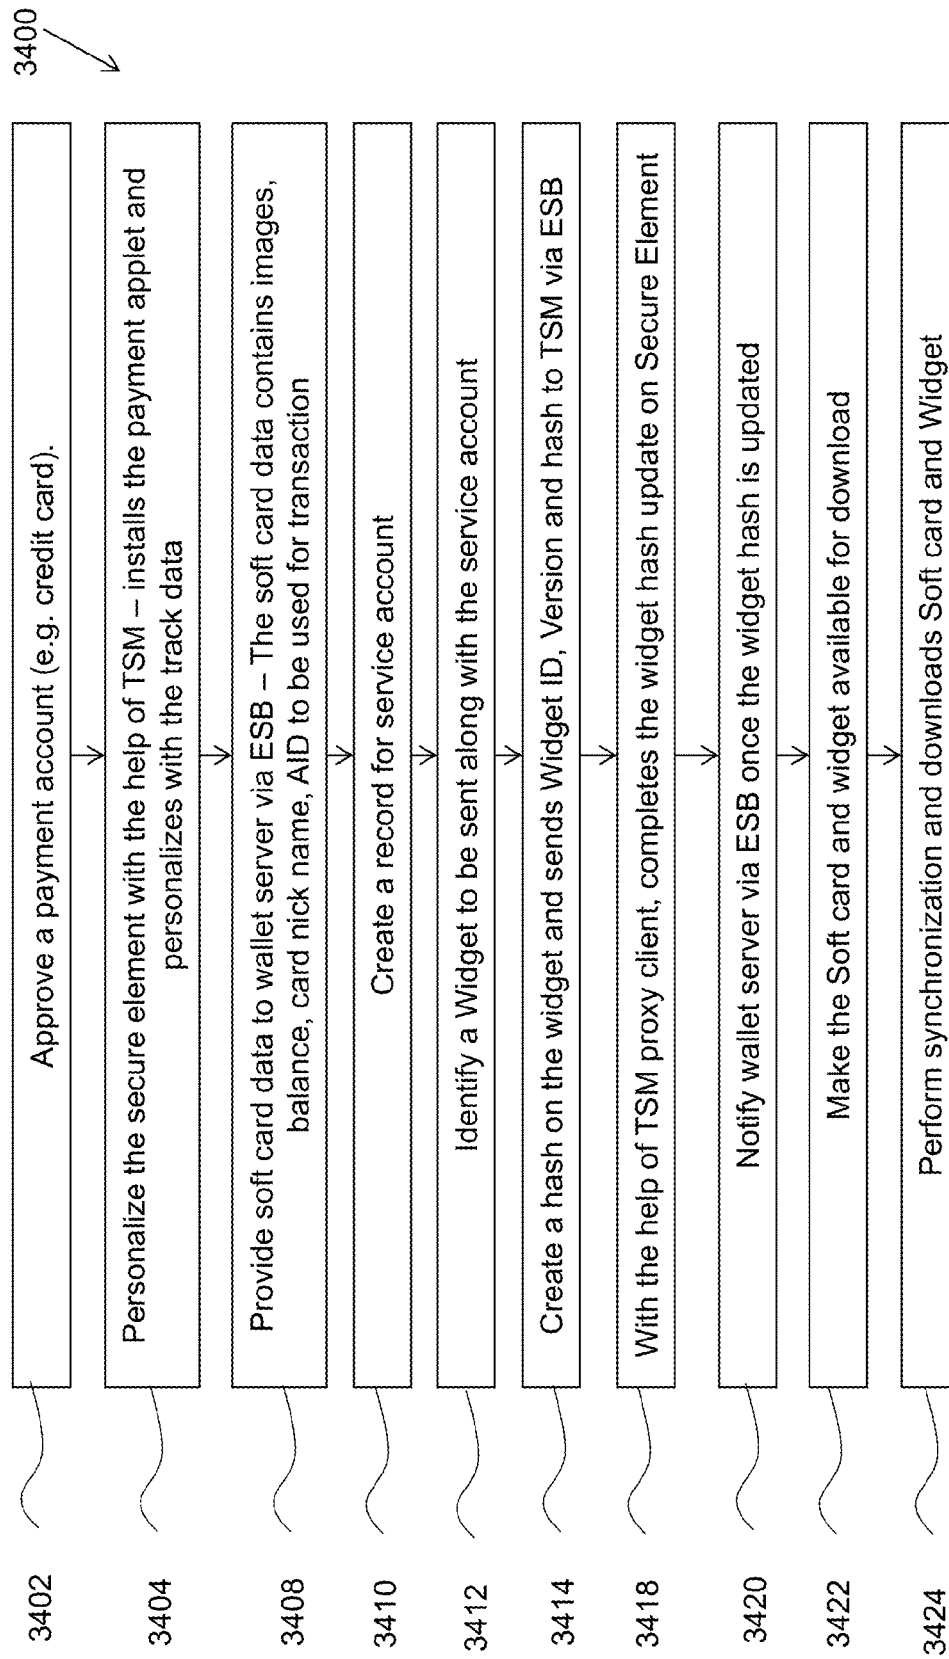 3400
3402
Approve a payment account (e.g. credit card).
3404
Personalize the secure element with the help of TSM – installs the payment applet and
personalizes with the track data
3408
Provide soft card data to wallet server via ESB – The soft card data contains images,
balance, card nick name, AID to be used for transaction
3410
Create a record for service account
3412
Identify a Widget to be sent along with the service account
3414
Create a hash on the widget and sends Widget ID, Version and hash to TSM via ESB
3418
With the help of TSM proxy client, completes the widget hash update on Secure Element
3420
Notify wallet server via ESB once the widget hash is updated
3422
Make the Soft card and widget available for download
3424
Perform synchronization and downloads Soft card and Widget